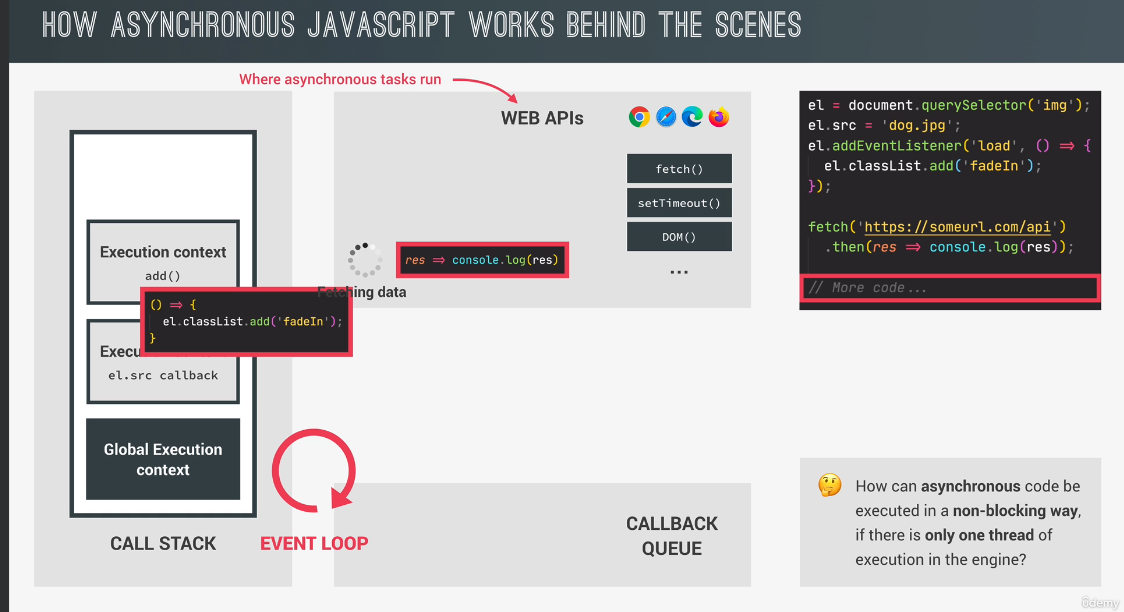 HOW ASYNCHRONOUS JAVASCRIPT WORKS BEHIND THE SCENES
Where asynchronous tasks run
WEB APIs
fetch()
setTimeout()
DOM()
...
res => console.log(res)
Fetching data
Execution context
add()
() => {
el.classList.add('fadeIn');
}
Execu
el.src callback
Global Execution
context
CALL STACK
EVENT LOOP
CALLBACK
QUEUE
el = document.querySelector('img');
el.src = 'dog.jpg';
el.addEventListener('load', () => {
el.classList.add('fadeIn');
});
fetch('https://someurl.com/api')
.then(res => console.log(res));
// More code...
🤔 How can asynchronous code be
executed in a non-blocking way,
if there is only one thread of
execution in the engine?
ûdemy